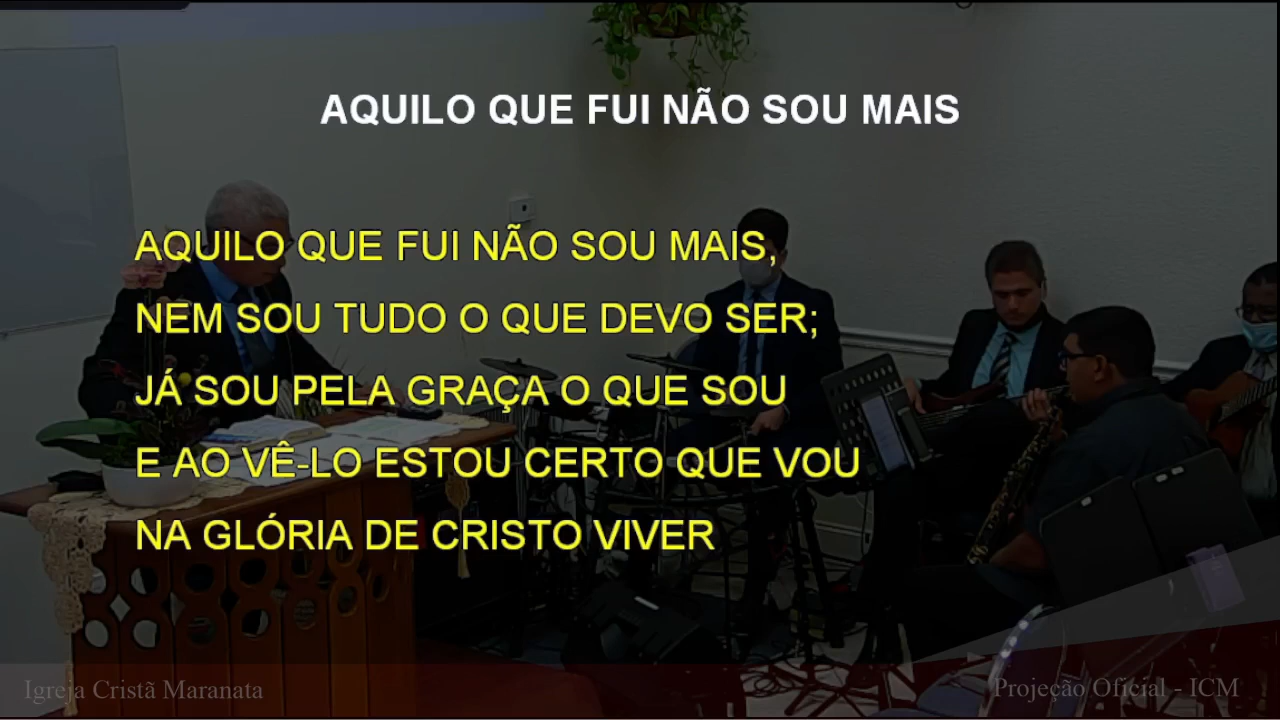 AQUILO QUE FUI NÃO SOU MAIS
AQUILO QUE FUI NÃO SOU MAIS,
NEM SOU TUDO O QUE DEVO SER;
JÁ SOU PELA GRAÇA O QUE SOU
E AO VÊ-LO ESTOU CERTO QUE VOU
NA GLÓRIA DE CRISTO VIVER
Igreja Cristã Maranata
Projeção Oficial - ICM